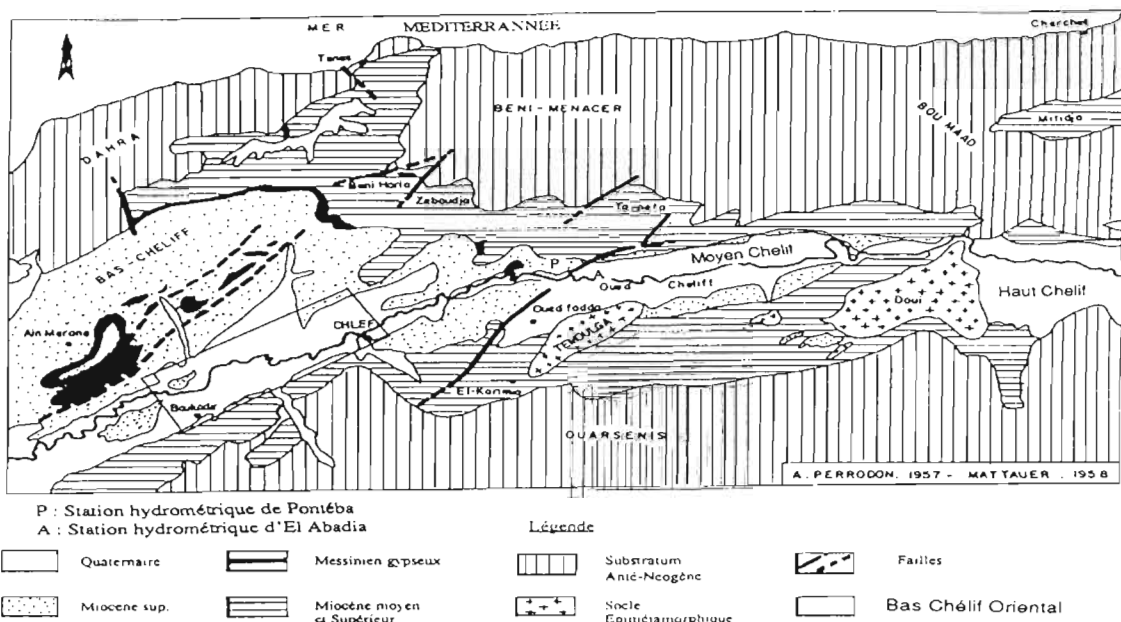 MER MEDITERRANNEE
Cherchel
Tenes
BENI-MENACER
BOU MAAD
Mitidja
DAHRA
Beni Haria
Zeboudja
Tacheta
BAS-CHELIFF
P
A
Moyen Chelif
Oued Cheliff
Haut Chelif
Doui
Oued fodda
TEMOULGA
Ain Merane
CHLEF
El-Karima
Boukadir
OUARSENIS
A. PERRODON. 1957 - MATTAUER . 1958
P : Station hydrométrique de Pontéba
A : Station hydrométrique d'El Abadia
Légende
Quaternaire
Messinien gypseux
Substratum
Anté-Neogène
Failles
Miocène sup.
Miocène moyen
et Supérieur
Socle
Epimétamorphique
Bas Chélif Oriental